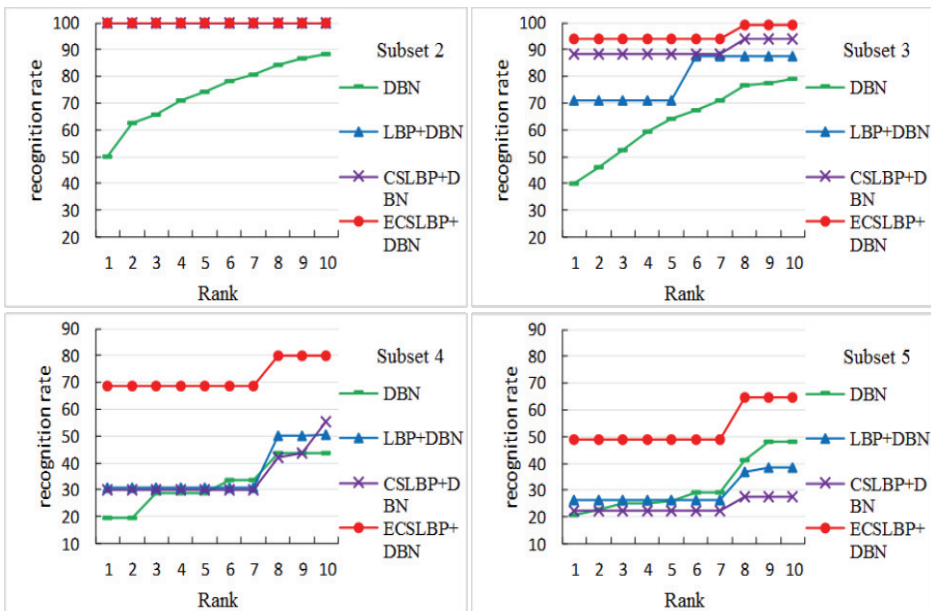 100
90
80
70
60
50
40
30
20
recognition rate
1 2 3 4 5 6 7 8 9 10
Rank
Subset 2
DBN
LBP+DBN
CSLBP+D
BN
ECSLBP+
DBN
100
90
80
70
60
50
40
30
20
recognition rate
1 2 3 4 5 6 7 8 9 10
Rank
Subset 3
DBN
LBP+DBN
CSLBP+D
BN
ECSLBP+
DBN
90
80
70
60
50
40
30
20
10
recognition rate
1 2 3 4 5 6 7 8 9 10
Rank
Subset 4
DBN
LBP+DBN
CSLBP+D
BN
ECSLBP+
DBN
90
80
70
60
50
40
30
20
10
recognition rate
1 2 3 4 5 6 7 8 9 10
Rank
Subset 5
DBN
LBP+DBN
CSLBP+D
BN
ECSLBP+
DBN